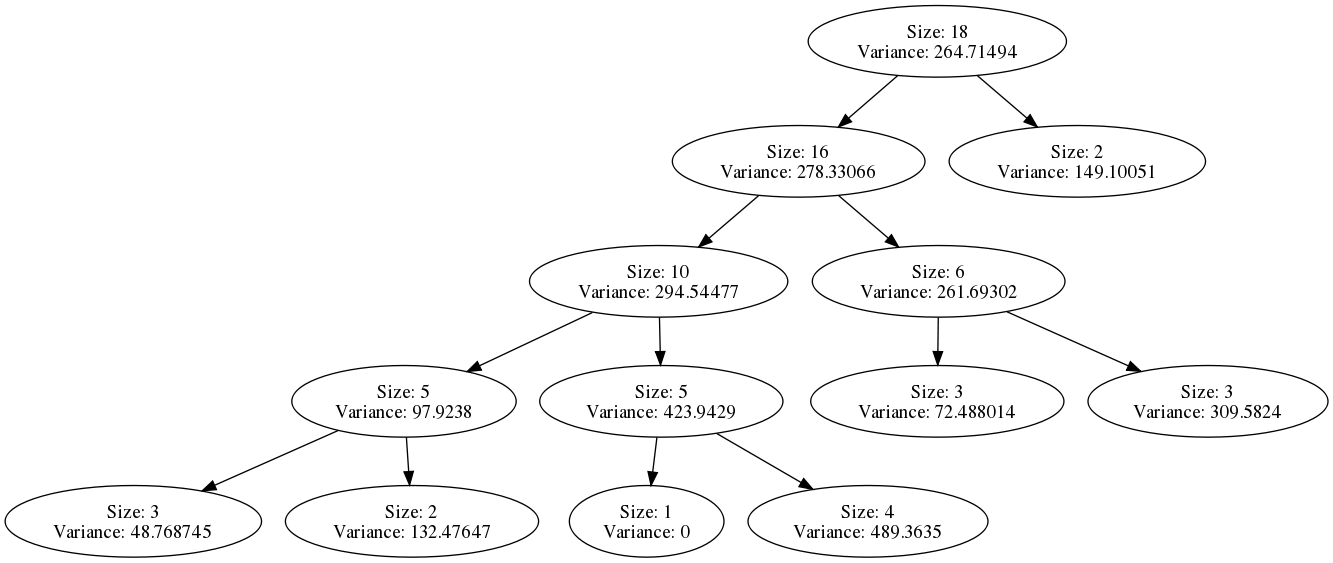 Size: 18
Variance: 264.71494
Size: 16
Variance: 278.33066
Size: 2
Variance: 149.10051
Size: 10
Variance: 294.54477
Size: 6
Variance: 261.69302
Size: 5
Variance: 97.9238
Size: 5
Variance: 423.9429
Size: 3
Variance: 72.488014
Size: 3
Variance: 309.5824
Size: 3
Variance: 48.768745
Size: 2
Variance: 132.47647
Size: 1
Variance: 0
Size: 4
Variance: 489.3635